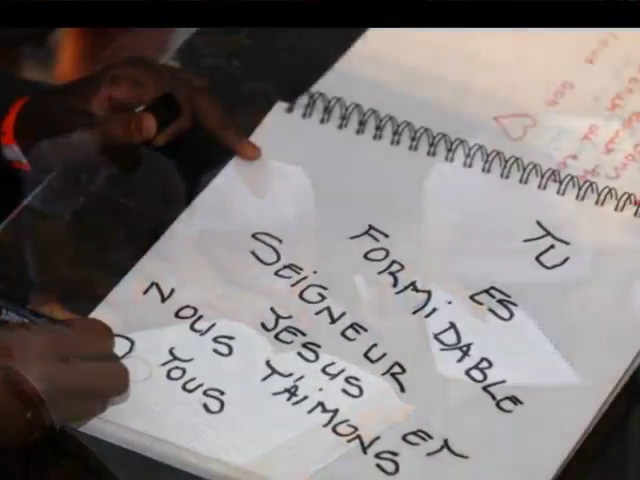 TU
ES
FORMIDABLE
SEIGNEUR
JESUS ET
NOUS T'AIMONS
TOUS